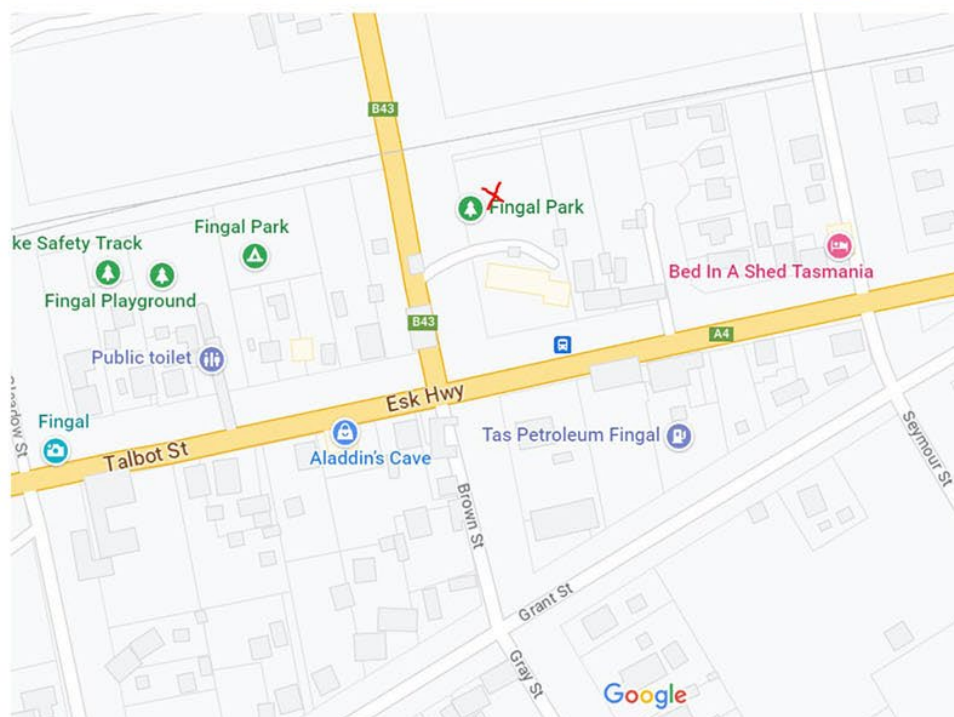 B43
Fingal Park
Fingal Park
ke Safety Track
Fingal Playground
Bed In A Shed Tasmania
B43
A4
Public toilet
Esk Hwy
Fingal
Talbot St
Aladdin's Cave
Tas Petroleum Fingal
Seymour St
Brown St
Grant St
Gray St
Google